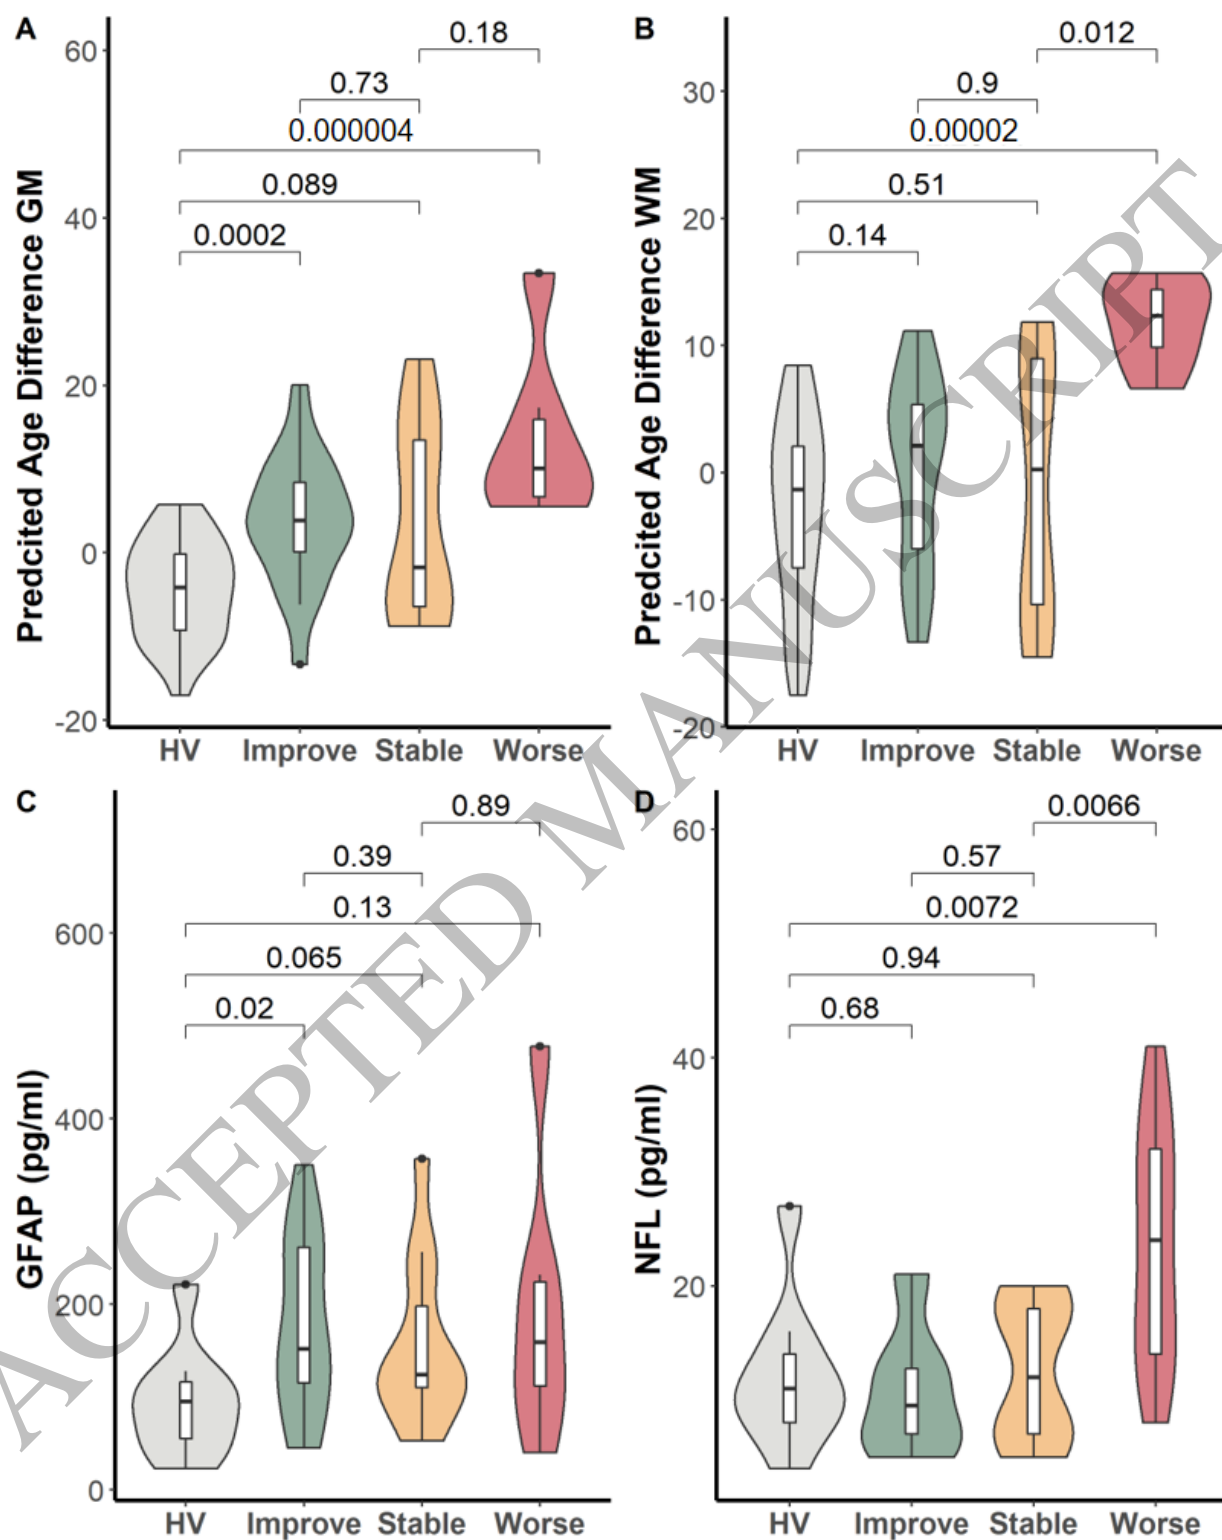 A
Predcited Age Difference GM
60
40
20
0
-20
0.18
0.73
0.000004
0.089
0.0002
HV Improve Stable Worse
B
Predcited Age Difference WM
30
20
10
0
-10
-20
0.012
0.9
0.00002
0.51
0.14
HV Improve Stable Worse
C
GFAP (pg/ml)
600
400
200
0
0.89
0.39
0.13
0.065
0.02
HV Improve Stable Worse
D
NFL (pg/ml)
60
40
20
0.0066
0.57
0.0072
0.94
0.68
HV Improve Stable Worse
ACCEPTED MANUSCRIPT